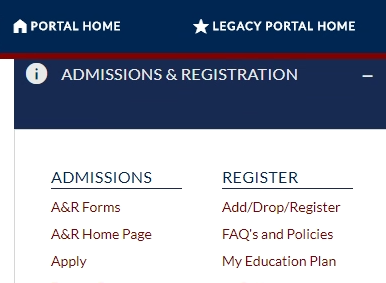 PORTAL HOME LEGACY PORTAL HOME
ADMISSIONS & REGISTRATION
ADMISSIONS REGISTER
A&R Forms Add/Drop/Register
A&R Home Page FAQ's and Policies
Apply My Education Plan